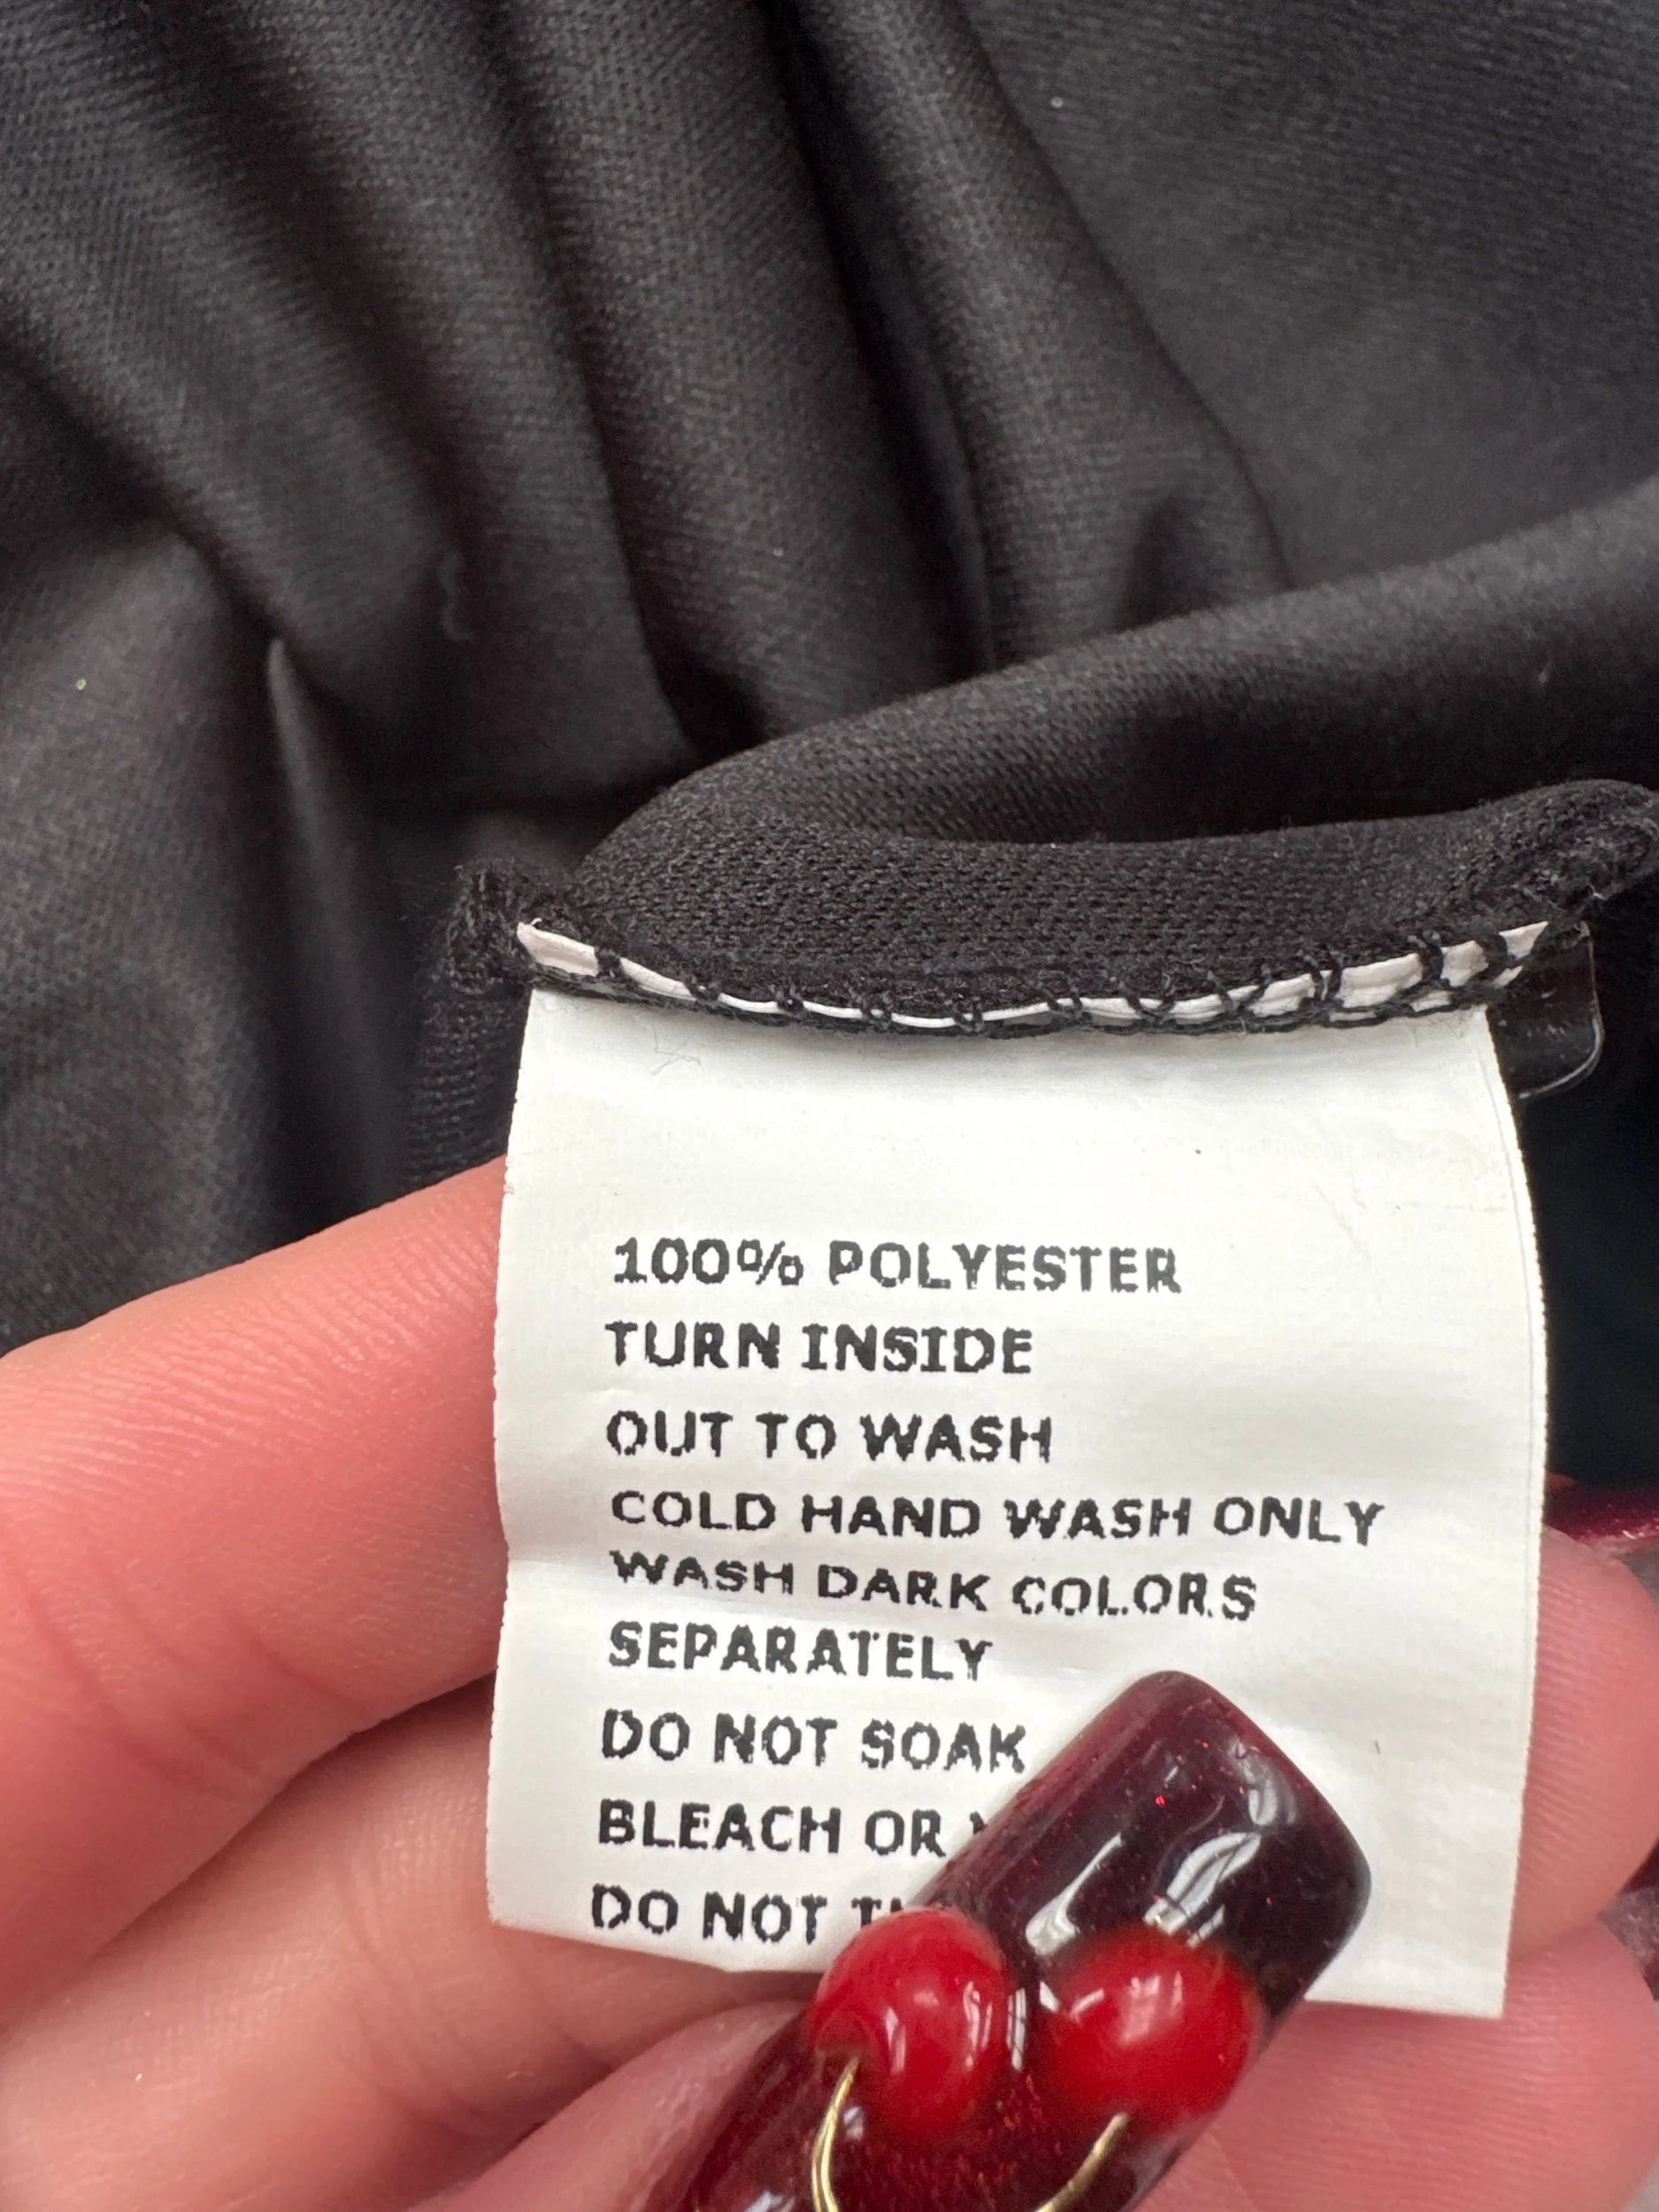 100% POLYESTER
TURN INSIDE
OUT TO WASH
COLD HAND WASH ONLY
WASH DARK COLORS
SEPARATELY
DO NOT SOAK
BLEACH OR
DO NOT